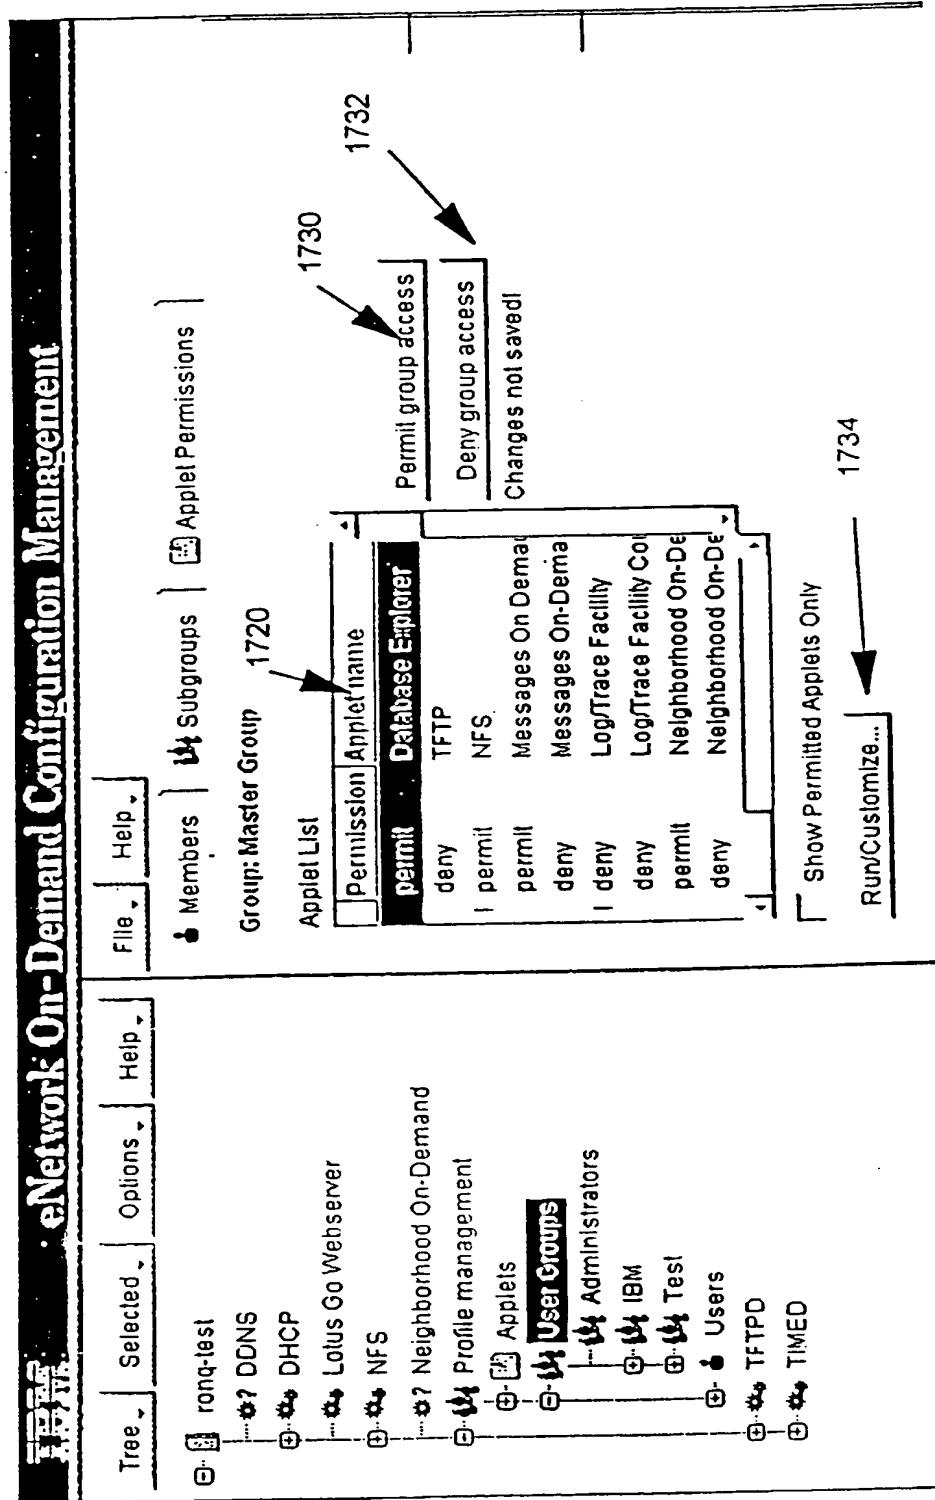 IBM eNetwork On-Demand Configuration Management
Tree Selected Options Help
ronq-test
? DDNS
DHCP
Lotus Go Webserver
NFS
? Neighborhood On-Demand
Profile management
Applets
User Groups
Administrators
IBM
Test
Users
TFTPD
TIMED
File Help
Members Subgroups Applet Permissions
Group: Master Group
1720
Applet List
Permission Applet name
permit Database Explorer
deny TFTP
permit NFS
permit Messages On Demand
deny Messages On-Dema
deny Log/Trace Facility
deny Log/Trace Facility Co
permit Neighborhood On-De
deny Neighborhood On-De
1730
1732
Permit group access
Deny group access
Changes not saved!
Show Permitted Applets Only
Run/Customize...
1734